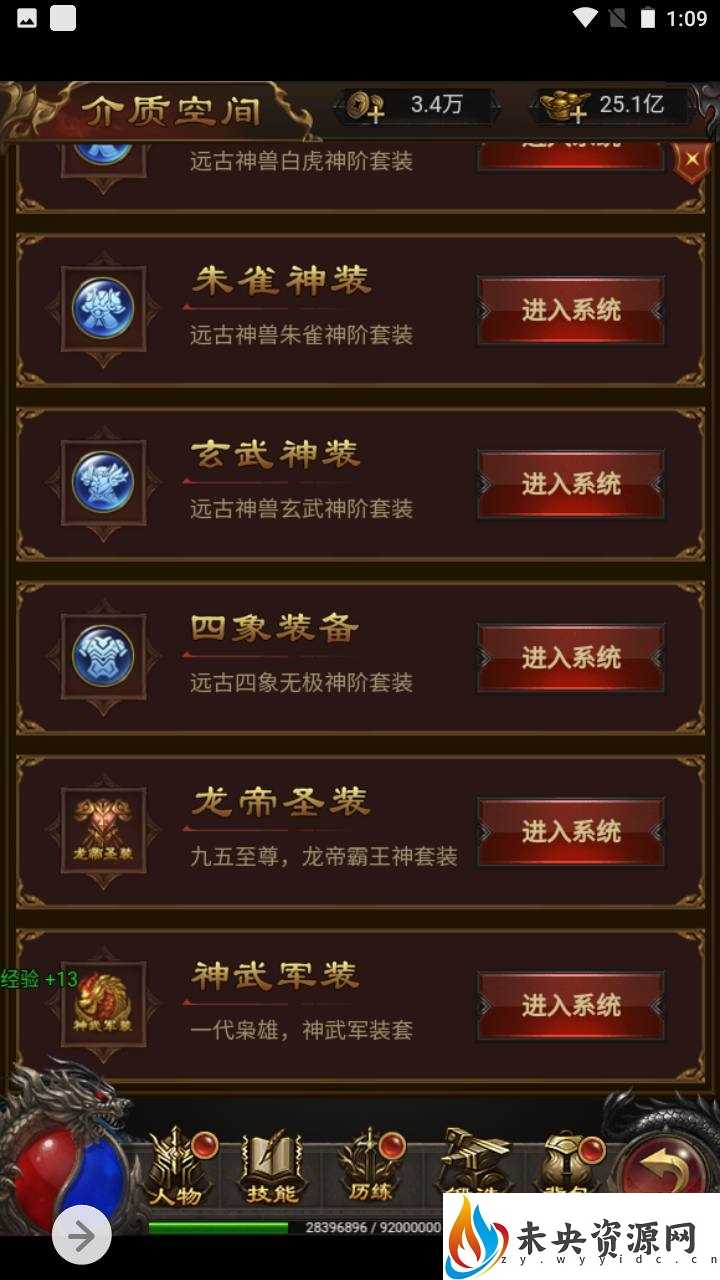 1:09
介质空间
3.4万
25.1亿
远古神兽白虎神阶套装
进入系统
朱雀神装
远古神兽朱雀神阶套装
进入系统
玄武神装
远古神兽玄武神阶套装
进入系统
四象装备
远古四象无极神阶套装
进入系统
龙帝圣装
龙帝圣装
九五至尊，龙帝霸王神套装
进入系统
经验 +13
神武军装
神武军装
一代枭雄，神武军装套
进入系统
人物
技能
历练
28396896 / 92000000
未央资源网
zy.wyyidc.cn